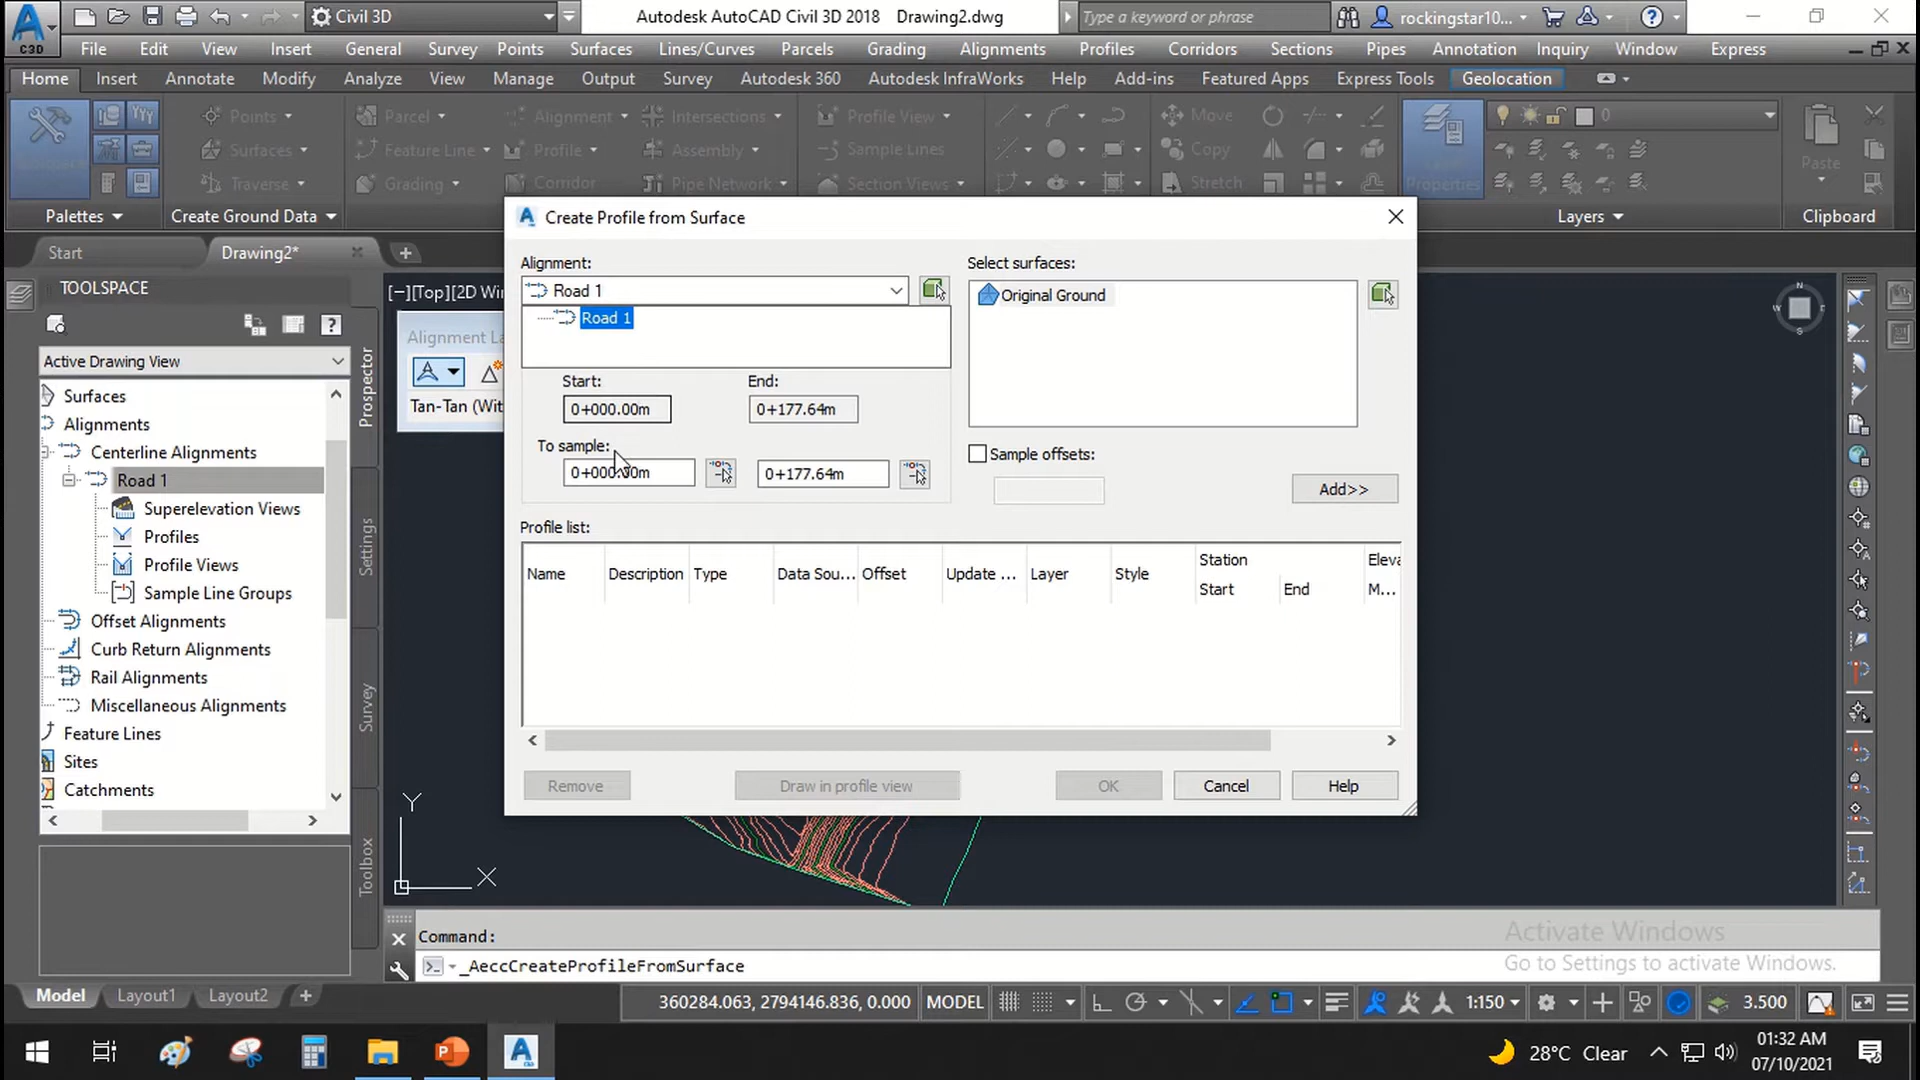 Civil 3D
Autodesk AutoCAD Civil 3D 2018 Drawing2.dwg
Type a keyword or phrase
rockingstar10...
C3D
File Edit View Insert General Survey Points Surfaces Lines/Curves Parcels Grading Alignments Profiles Corridors Sections Pipes Annotation Inquiry Window Express
Home Insert Annotate Modify Analyze View Manage Output Survey Autodesk 360 Autodesk InfraWorks Help Add-ins Featured Apps Express Tools Geolocation
Points Parcel Alignment Intersections Profile View Move 0
Surfaces Feature Line Profile Assembly Sample Lines Copy Paste
Traverse Grading Corridor Pipe Network Section Views Stretch Properties
Palettes Create Ground Data Layers Clipboard
Start Drawing2*
TOOLSPACE
Active Drawing View
Surfaces
Alignments
Centerline Alignments
Road 1
Superelevation Views
Profiles
Profile Views
Sample Line Groups
Offset Alignments
Curb Return Alignments
Rail Alignments
Miscellaneous Alignments
Feature Lines
Sites
Catchments
Prospector
Settings
Survey
Toolbox
[−][Top][2D Wir
Alignment La
Tan-Tan (Wit
Create Profile from Surface
Alignment:
Road 1
Road 1
Start: End:
0+000.00m 0+177.64m
To sample:
0+000.00m 0+177.64m
Select surfaces:
Original Ground
Sample offsets:
Add>>
Profile list:
Name Description Type Data Sou... Offset Update ... Layer Style Station Eleva
Start End M...
Remove Draw in profile view OK Cancel Help
N
W
S
Y
X
Command:
_AeccCreateProfileFromSurface
Activate Windows
Go to Settings to activate Windows.
Model Layout1 Layout2
360284.063, 2794146.836, 0.000 MODEL 1:150 3.500
28°C Clear
01:32 AM
07/10/2021